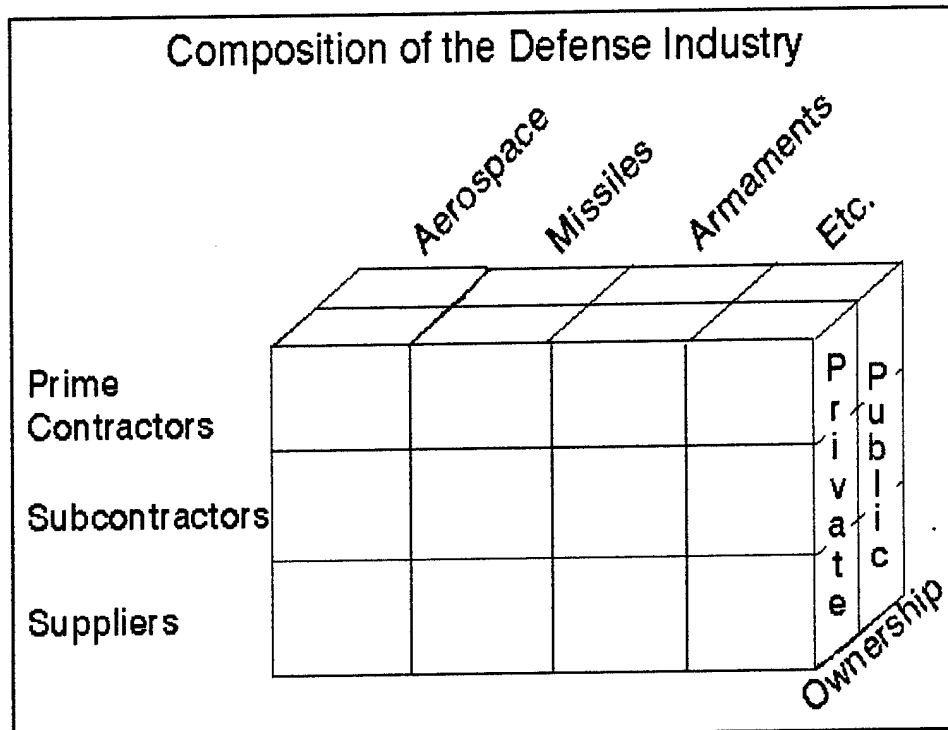 Composition of the Defense Industry
Aerospace
Missiles
Armaments
Etc.
Prime
Contractors
Subcontractors
Suppliers
Private
Public
Ownership